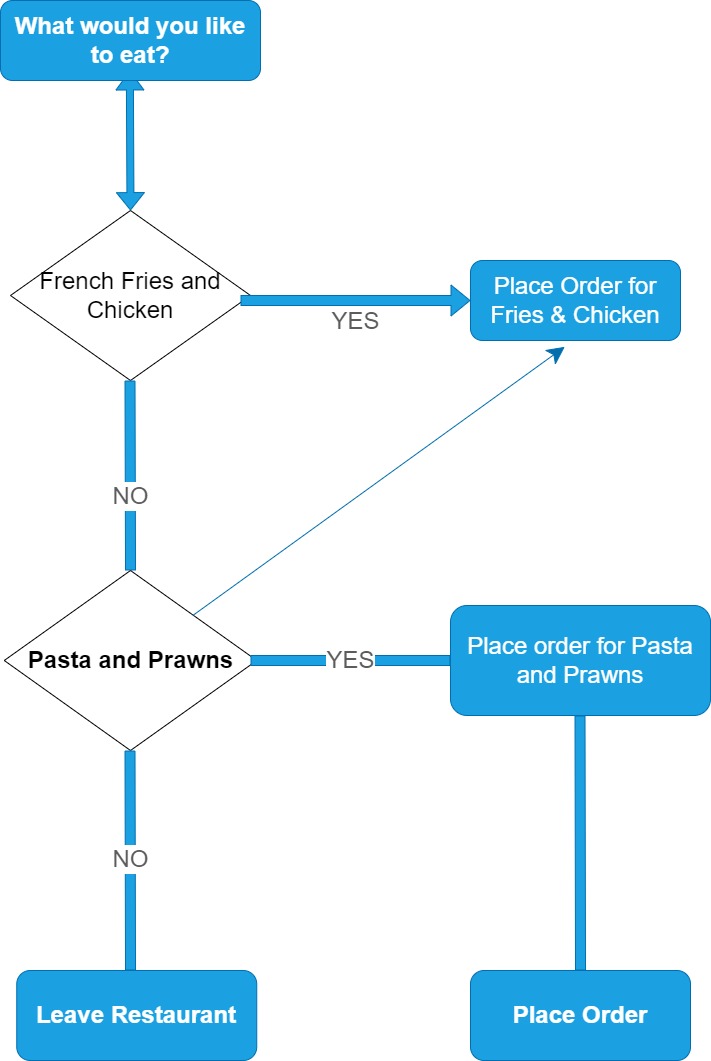 What would you like
to eat?
French Fries and
Chicken
YES
Place Order for
Fries & Chicken
NO
Pasta and Prawns
YES
Place order for Pasta
and Prawns
NO
Leave Restaurant
Place Order